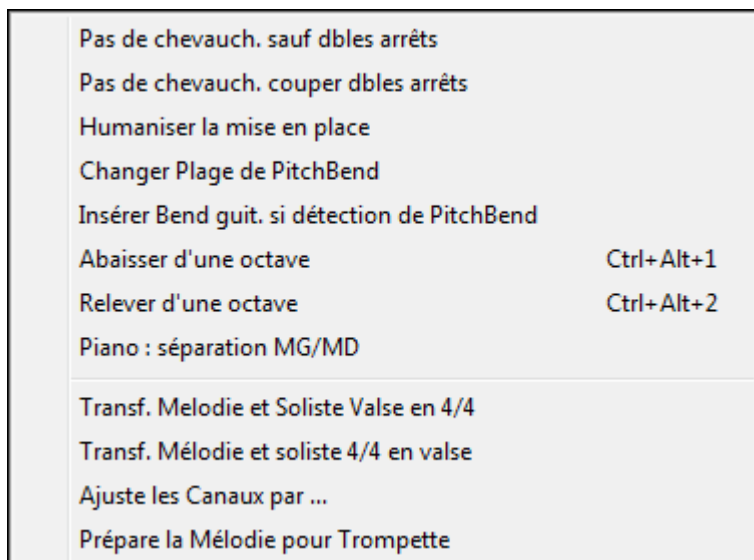 Pas de chevauch. sauf dbles arrêts
Pas de chevauch. couper dbles arrêts
Humaniser la mise en place
Changer Plage de PitchBend
Insérer Bend guit. si détection de PitchBend
Abaisser d'une octave Ctrl+Alt+1
Relever d'une octave Ctrl+Alt+2
Piano : séparation MG/MD
Transf. Melodie et Soliste Valse en 4/4
Transf. Mélodie et soliste 4/4 en valse
Ajuste les Canaux par ...
Prépare la Mélodie pour Trompette